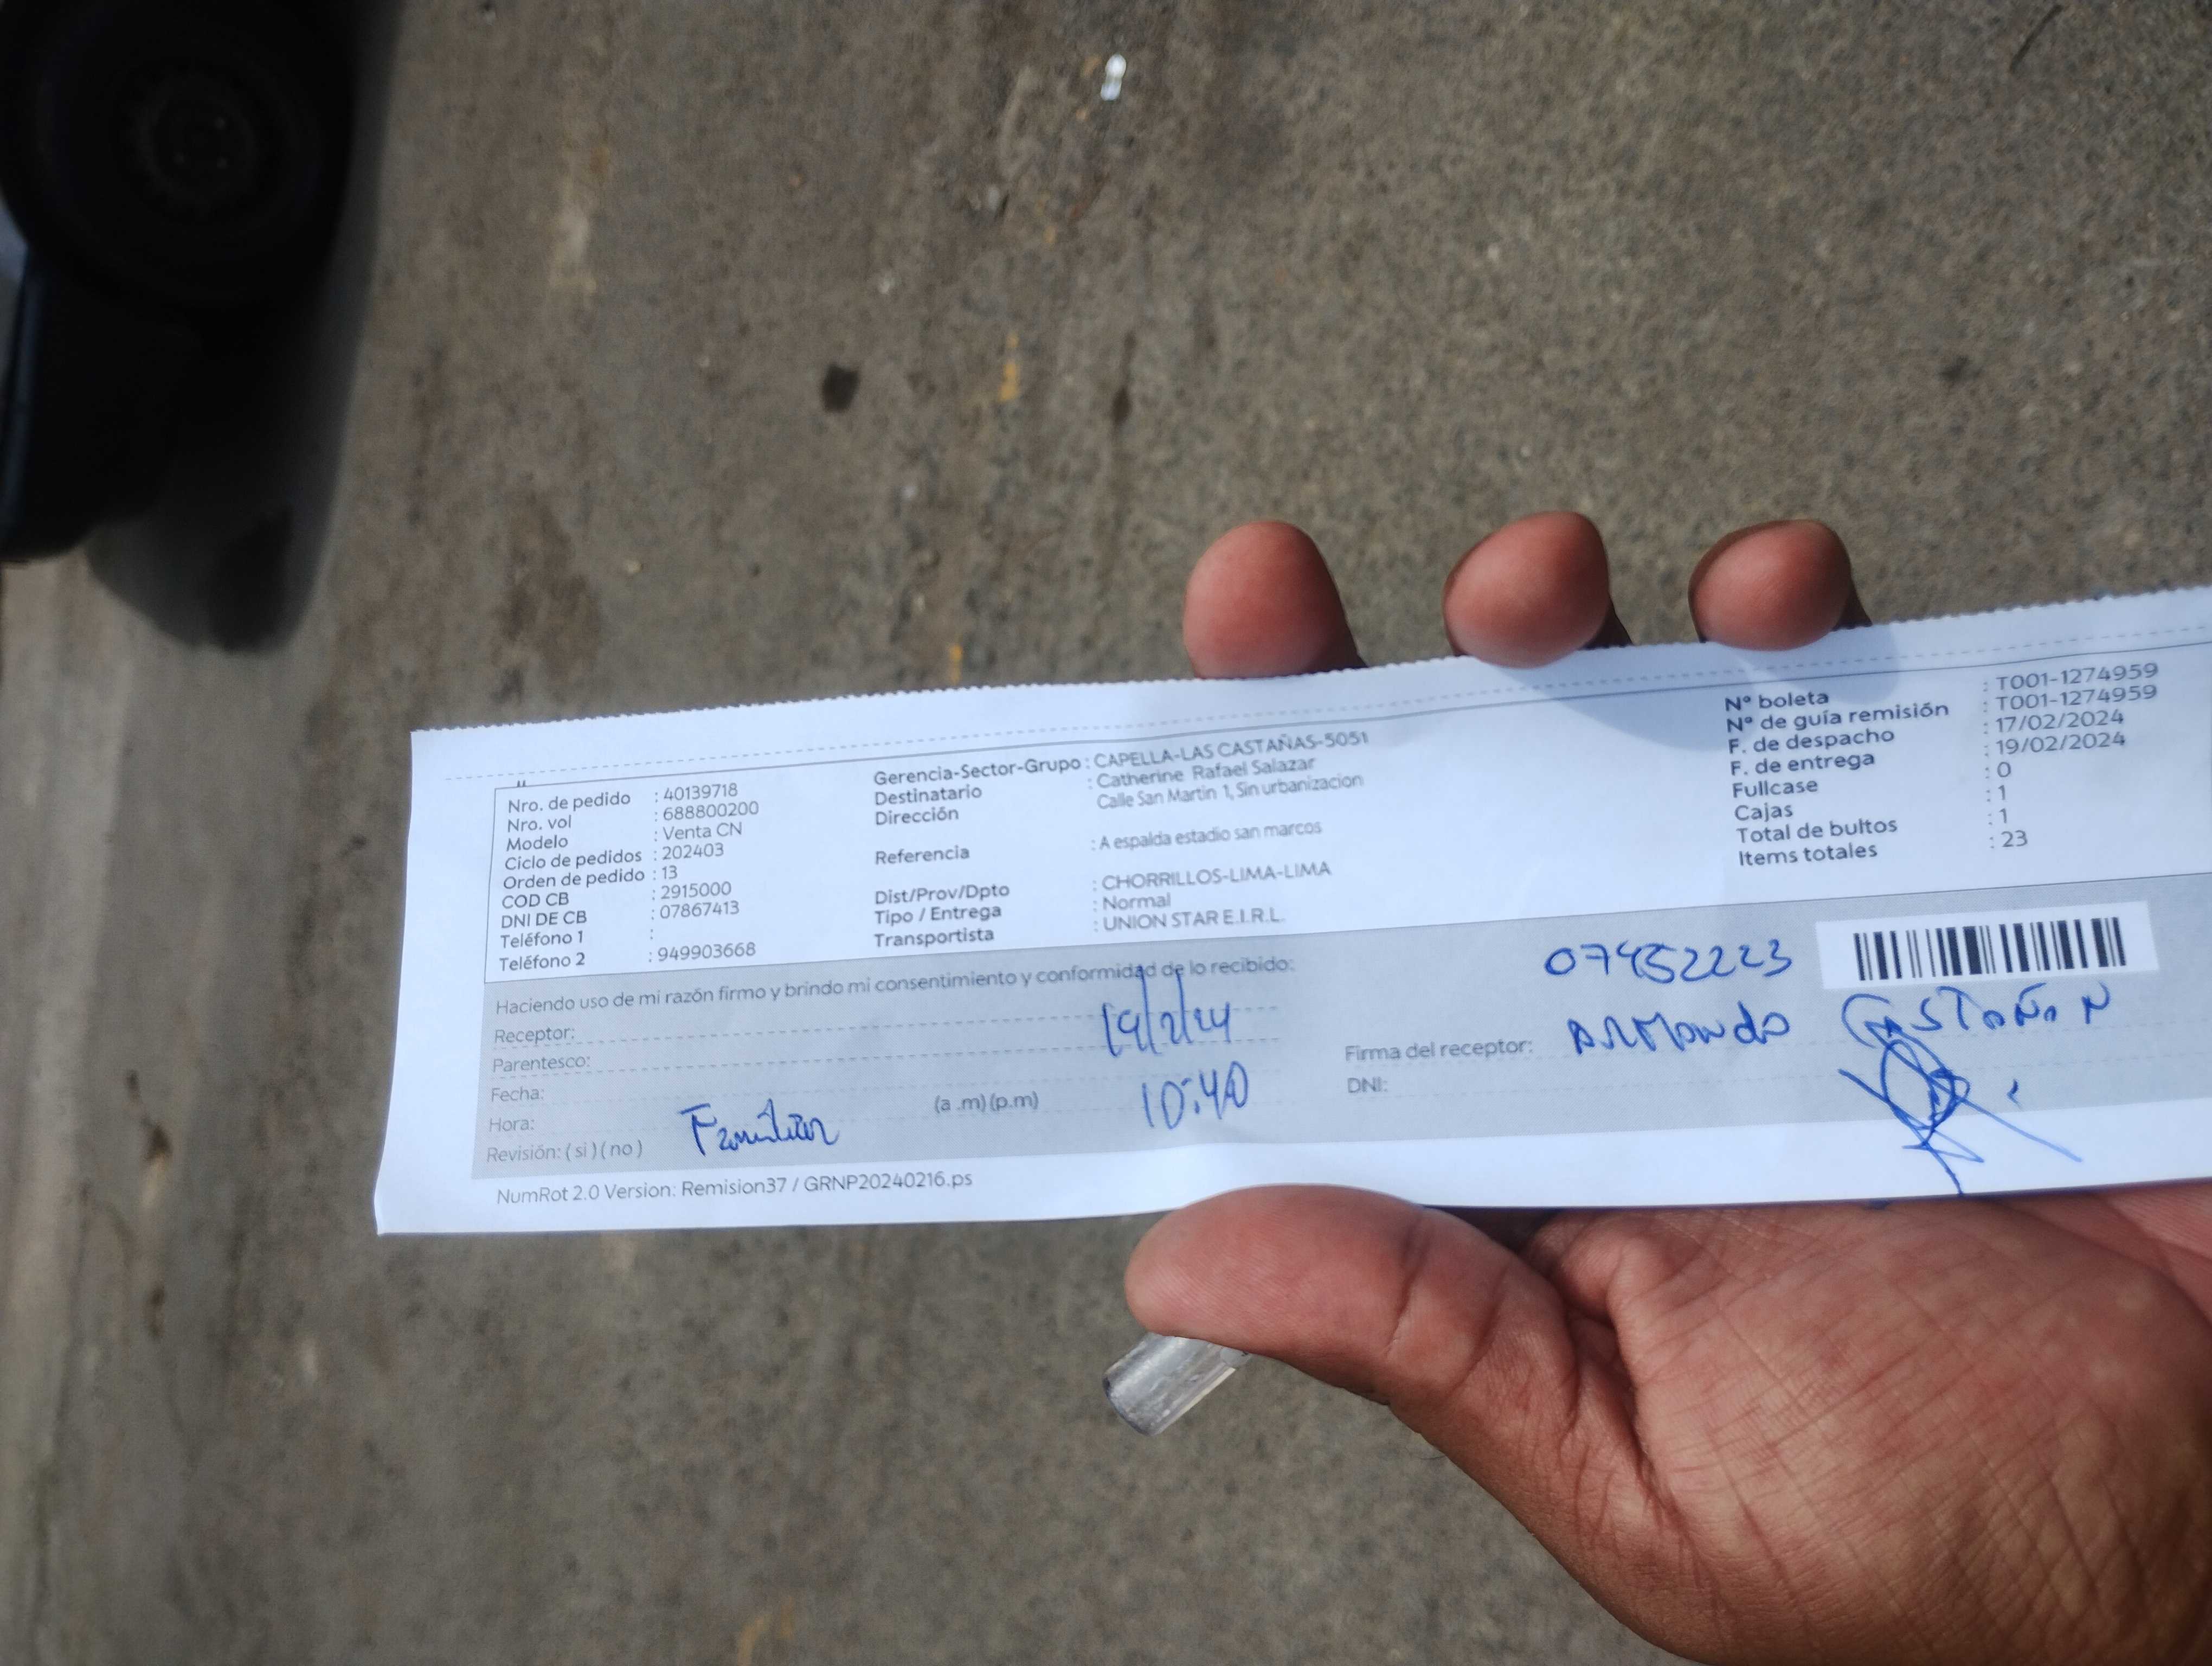 Nro. de pedido : 40139718
Nro. vol : 688800200
Modelo : Venta CN
Ciclo de pedidos : 202403
Orden de pedido : 13
COD CB : 2915000
DNI DE CB : 07867413
Teléfono 1 :
Teléfono 2 : 949903668
Gerencia-Sector-Grupo : CAPELLA-LAS CASTAÑAS-5051
Destinatario : Catherine Rafael Salazar
Dirección Calle San Martin 1, Sin urbanizacion
Referencia : A espalda estadio san marcos
Dist/Prov/Dpto : CHORRILLOS-LIMA-LIMA
Tipo / Entrega : Normal
Transportista : UNION STAR E.I.R.L.
Nº boleta : T001-1274959
Nº de guía remisión : T001-1274959
F. de despacho : 17/02/2024
F. de entrega : 19/02/2024
Fullcase : 0
Cajas : 1
Total de bultos : 1
Items totales : 23
Haciendo uso de mi razón firmo y brindo mi consentimiento y conformidad de lo recibido:
Receptor:
Parentesco: 19/2/24
Fecha:
Hora: (a .m) (p.m) 10:40
Revisión: ( si ) ( no ) Familiar
07452223
Firma del receptor: ARMANDO CASTAÑON
DNI:
NumRot 2.0 Version: Remision37 / GRNP20240216.ps